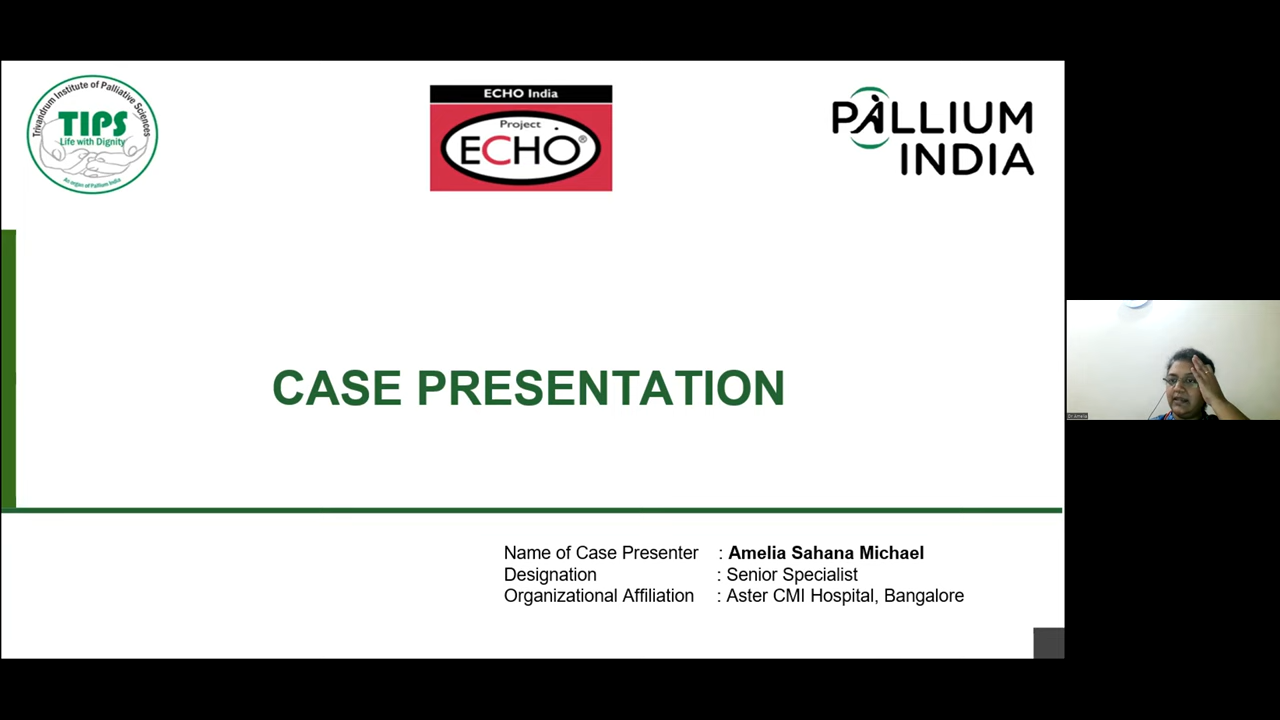 Trivandrum Institute of Palliative Sciences
TIPS
Life with Dignity
An organ of Pallium India
ECHO India
Project
ECHO®
PALLIUM
INDIA
CASE PRESENTATION
Name of Case Presenter : Amelia Sahana Michael
Designation : Senior Specialist
Organizational Affiliation : Aster CMI Hospital, Bangalore
Dr Amelia